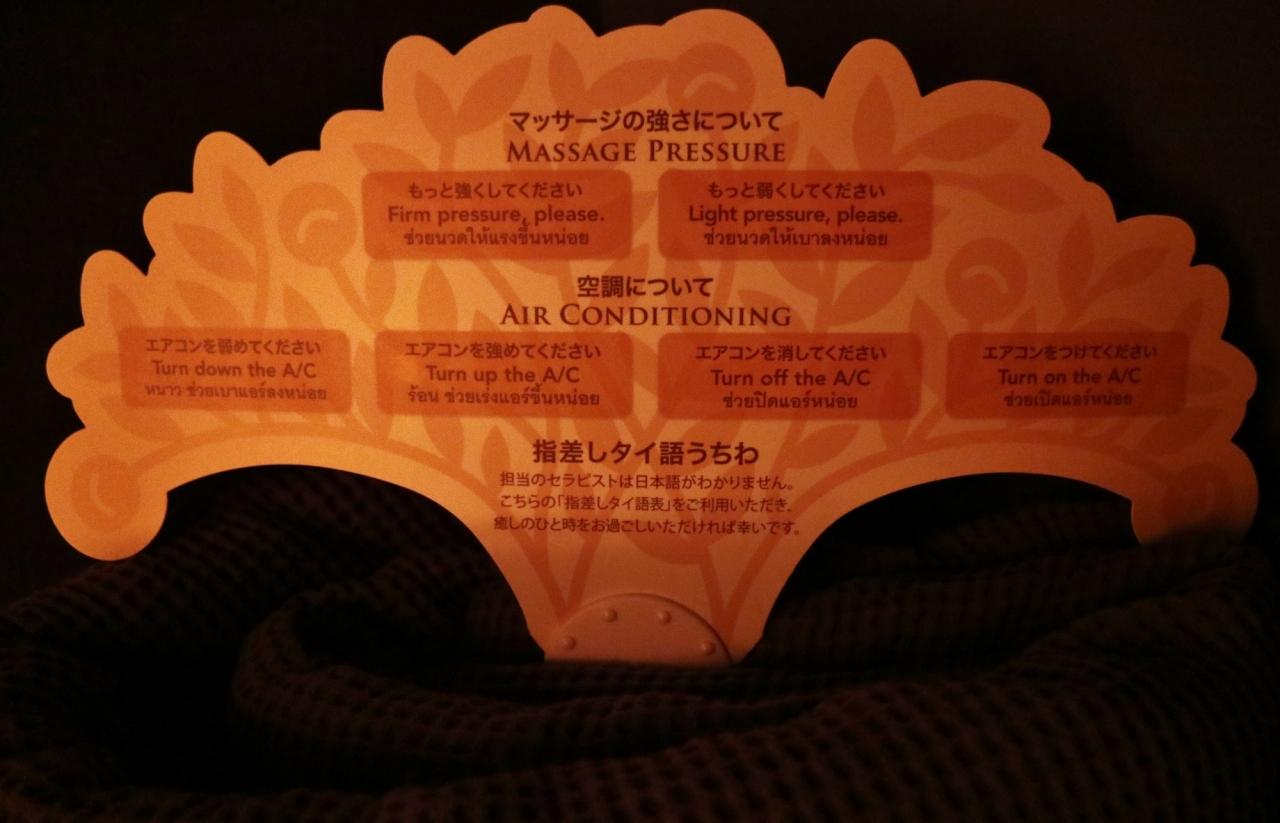 マッサージの強さについて
MASSAGE PRESSURE
もっと強くしてください
Firm pressure, please.
ช่วยนวดให้แรงขึ้นหน่อย
もっと弱くしてください
Light pressure, please.
ช่วยนวดให้เบาลงหน่อย
空調について
AIR CONDITIONING
エアコンを弱めてください
Turn down the A/C
หนาว ช่วยเบาแอร์ลงหน่อย
エアコンを強めてください
Turn up the A/C
ร้อน ช่วยเร่งแอร์ขึ้นหน่อย
エアコンを消してください
Turn off the A/C
ช่วยปิดแอร์หน่อย
エアコンをつけてください
Turn on the A/C
ช่วยเปิดแอร์หน่อย
指差しタイ語うちわ
担当のセラピストは日本語がわかりません。
こちらの「指差しタイ語表」をご利用いただき、
癒しのひと時をお過ごしいただければ幸いです。